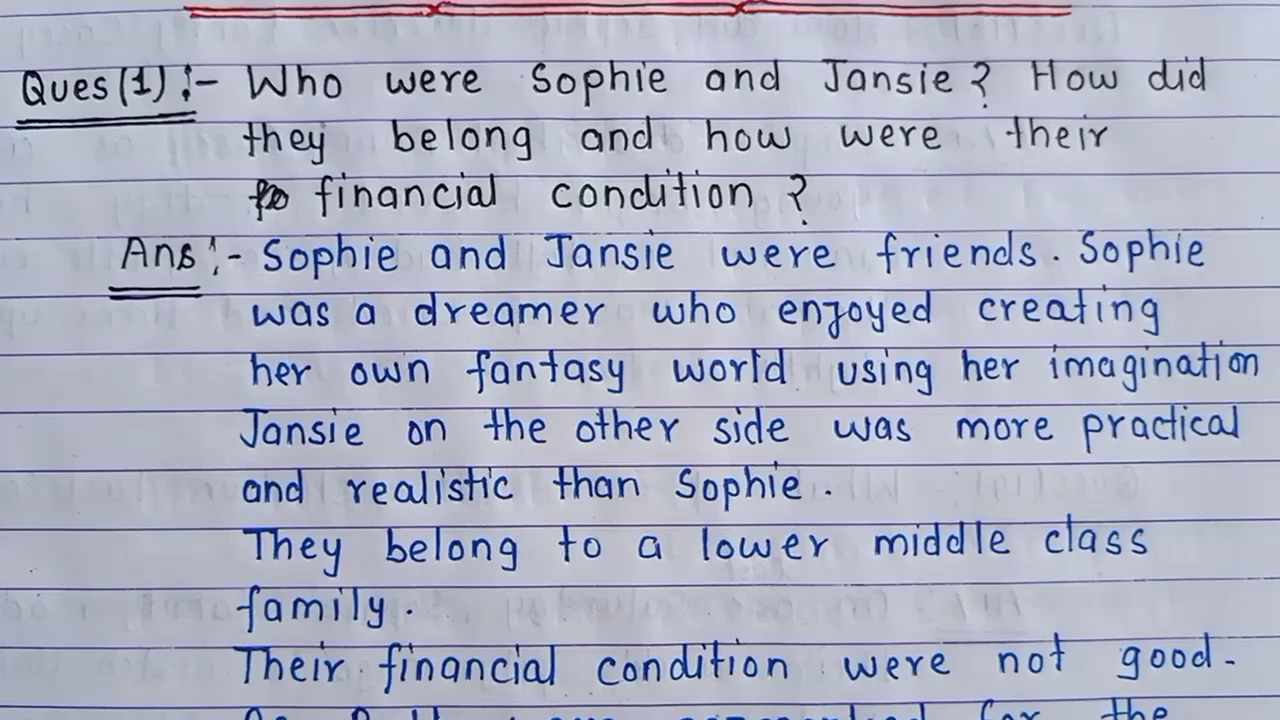 Ques(1):- Who were Sophie and Jansie? How did
they belong and how were their
financial condition?
Ans:- Sophie and Jansie were friends. Sophie
was a dreamer who enjoyed creating
her own fantasy world using her imagination
Jansie on the other side was more practical
and realistic than Sophie.
They belong to a lower middle class
family.
Their financial condition were not good.
for the